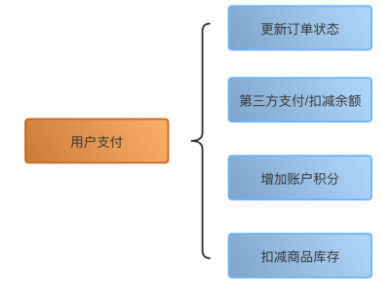 更新订单状态
第三方支付/扣减余额
用户支付
增加账户积分
扣减商品库存